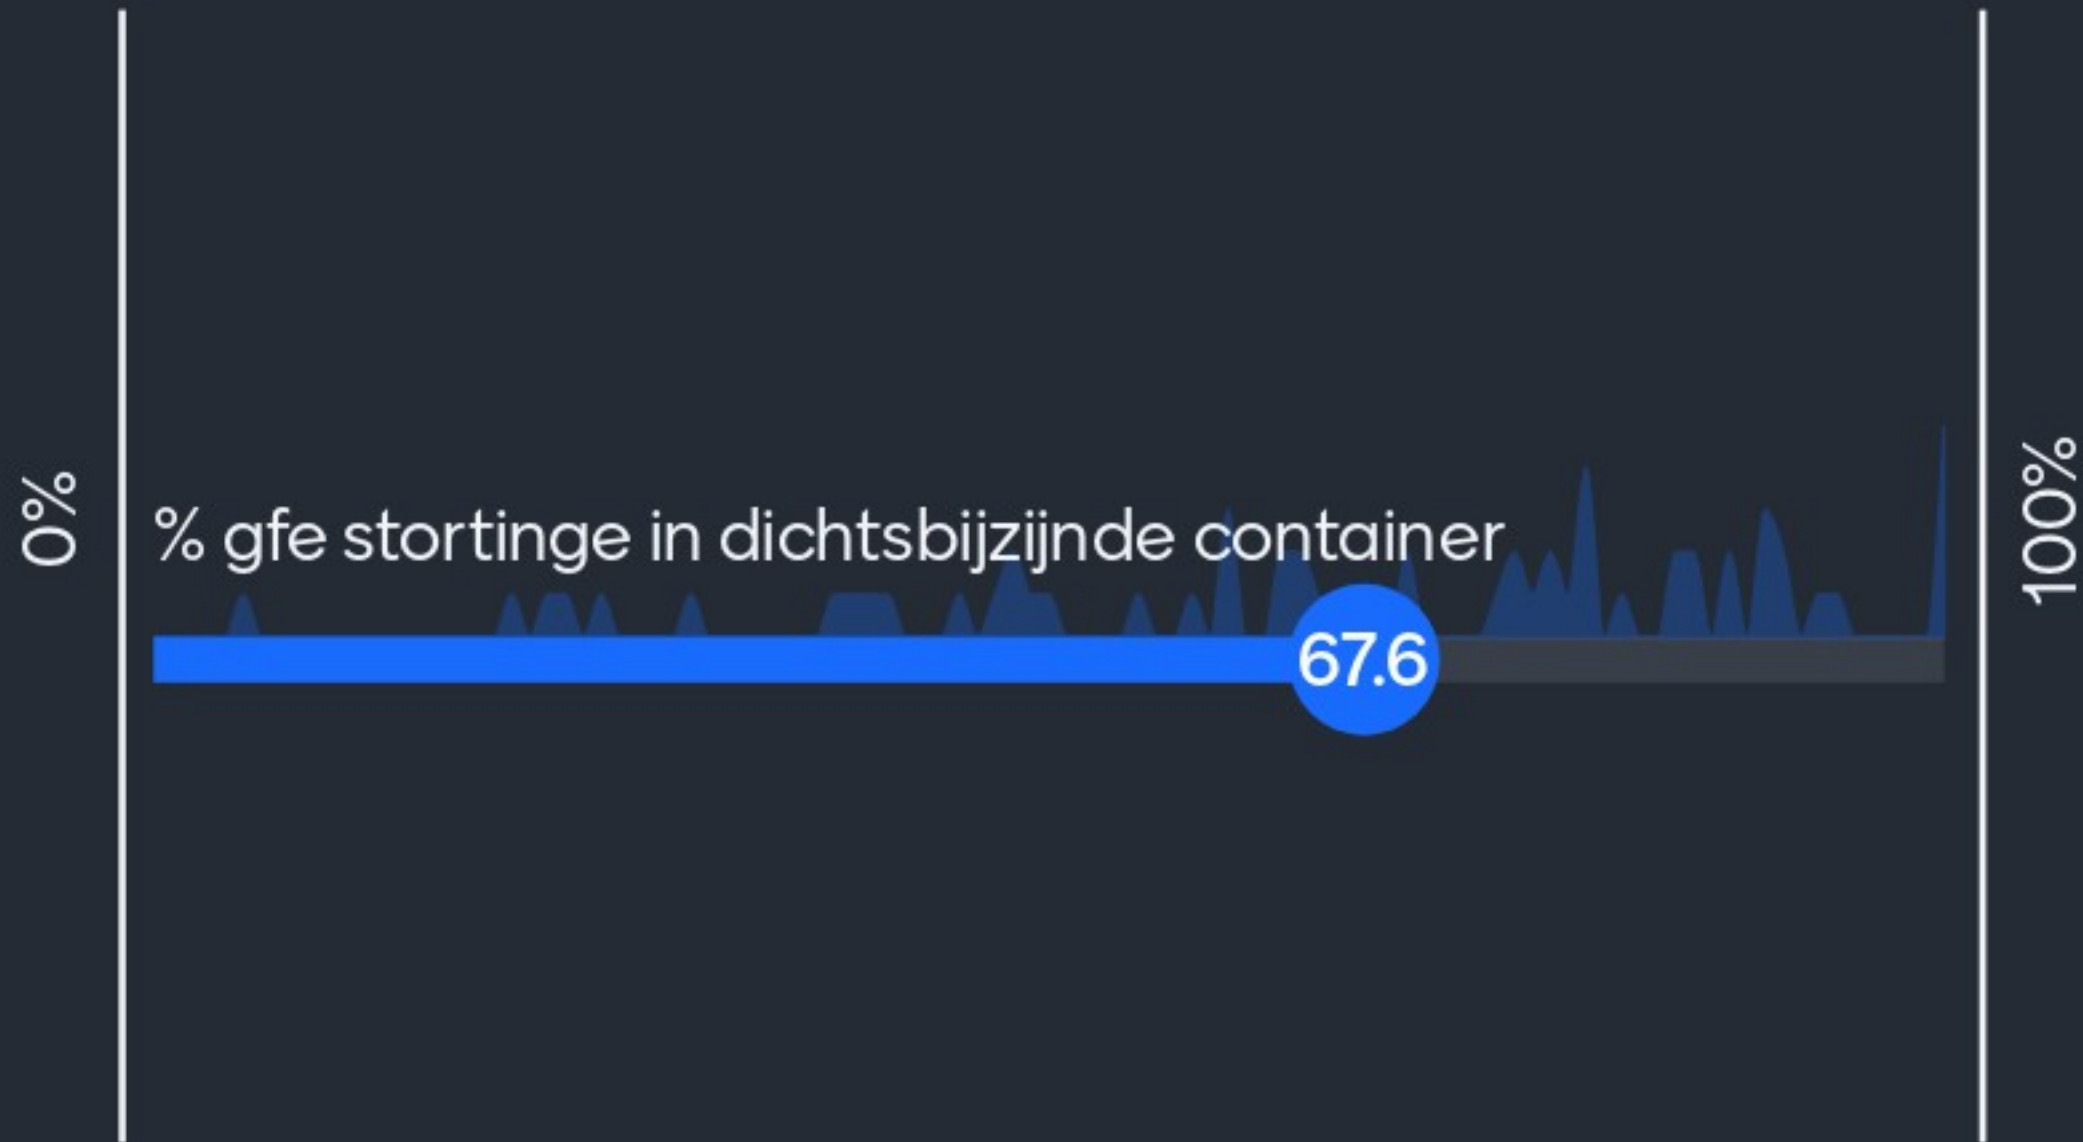 0%
% gfe stortinge in dichtsbijzijnde container
67.6
100%